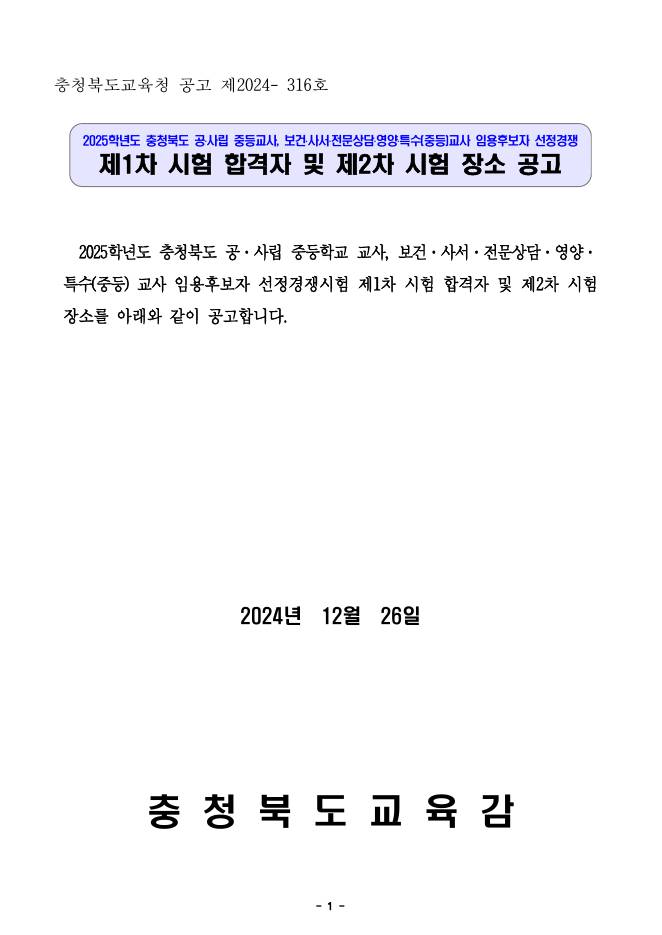 충청북도교육청 공고 제2024- 316호
2025학년도 충청북도 공·사립 중등교사, 보건·사서·전문상담·영양·특수(중등)교사 임용후보자 선정경쟁
제1차 시험 합격자 및 제2차 시험 장소 공고
2025학년도 충청북도 공·사립 중등학교 교사, 보건·사서·전문상담·영양·
특수(중등) 교사 임용후보자 선정경쟁시험 제1차 시험 합격자 및 제2차 시험
장소를 아래와 같이 공고합니다.
2024년 12월 26일
충 청 북 도 교 육 감
- 1 -